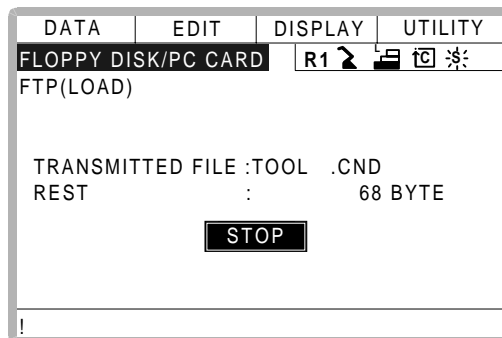 DATA EDIT DISPLAY UTILITY
FLOPPY DISK/PC CARD R1 L C S
FTP(LOAD)
TRANSMITTED FILE :TOOL .CND
REST : 68 BYTE
STOP
!